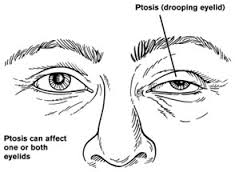 Ptosis (drooping eyelid)
Ptosis can affect
one or both
eyelids